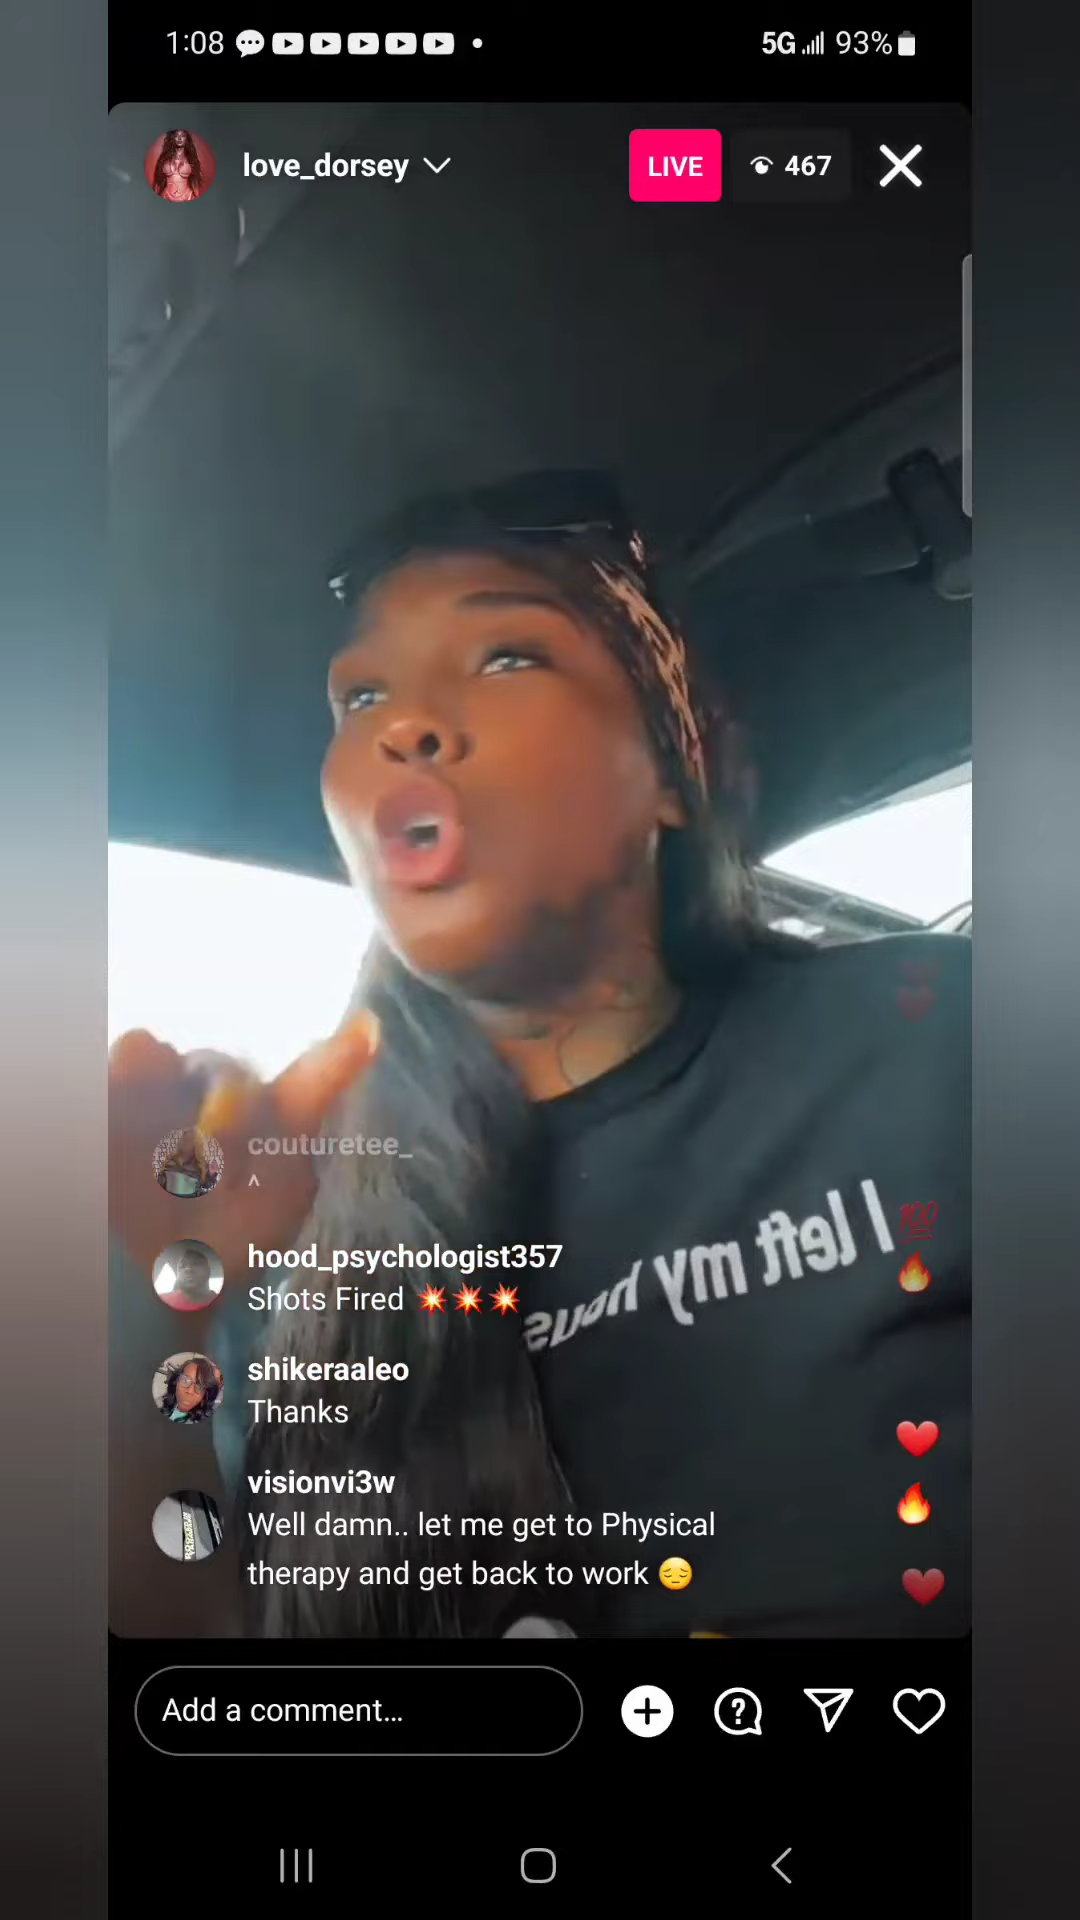 1:08
5G 93%
love_dorsey
LIVE
467
couturetee_
^
hood_psychologist357
Shots Fired 💥💥💥
I left my hous
shikeraaleo
Thanks
visionvi3w
Well damn.. let me get to Physical
therapy and get back to work 😔
Add a comment...